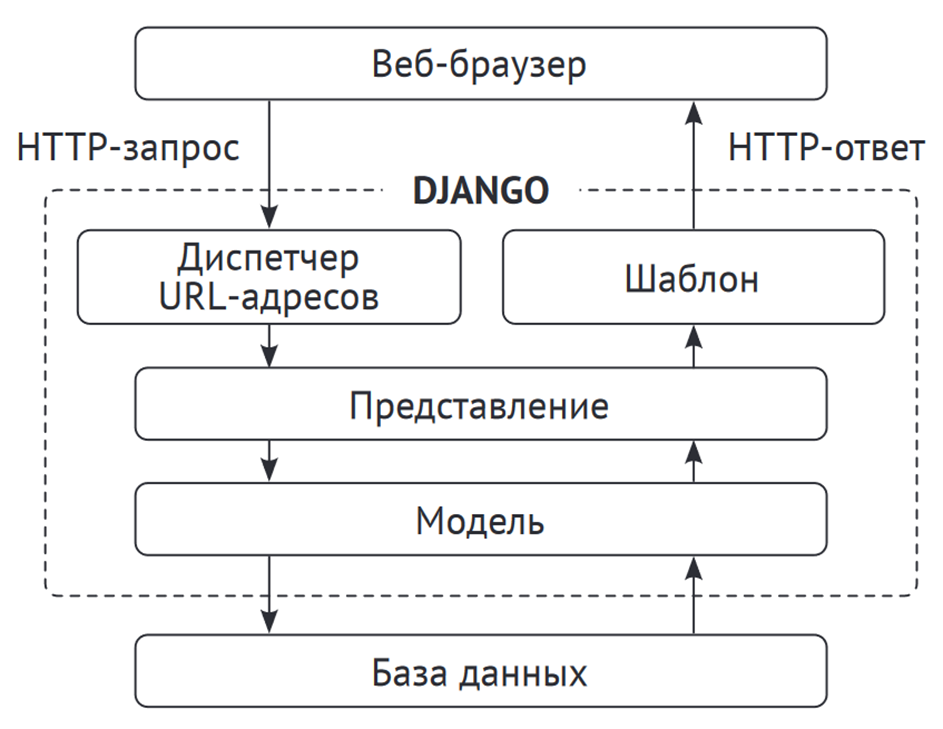 Веб-браузер
HTTP-запрос
HTTP-ответ
DJANGO
Диспетчер
URL-адресов
Шаблон
Представление
Модель
База данных